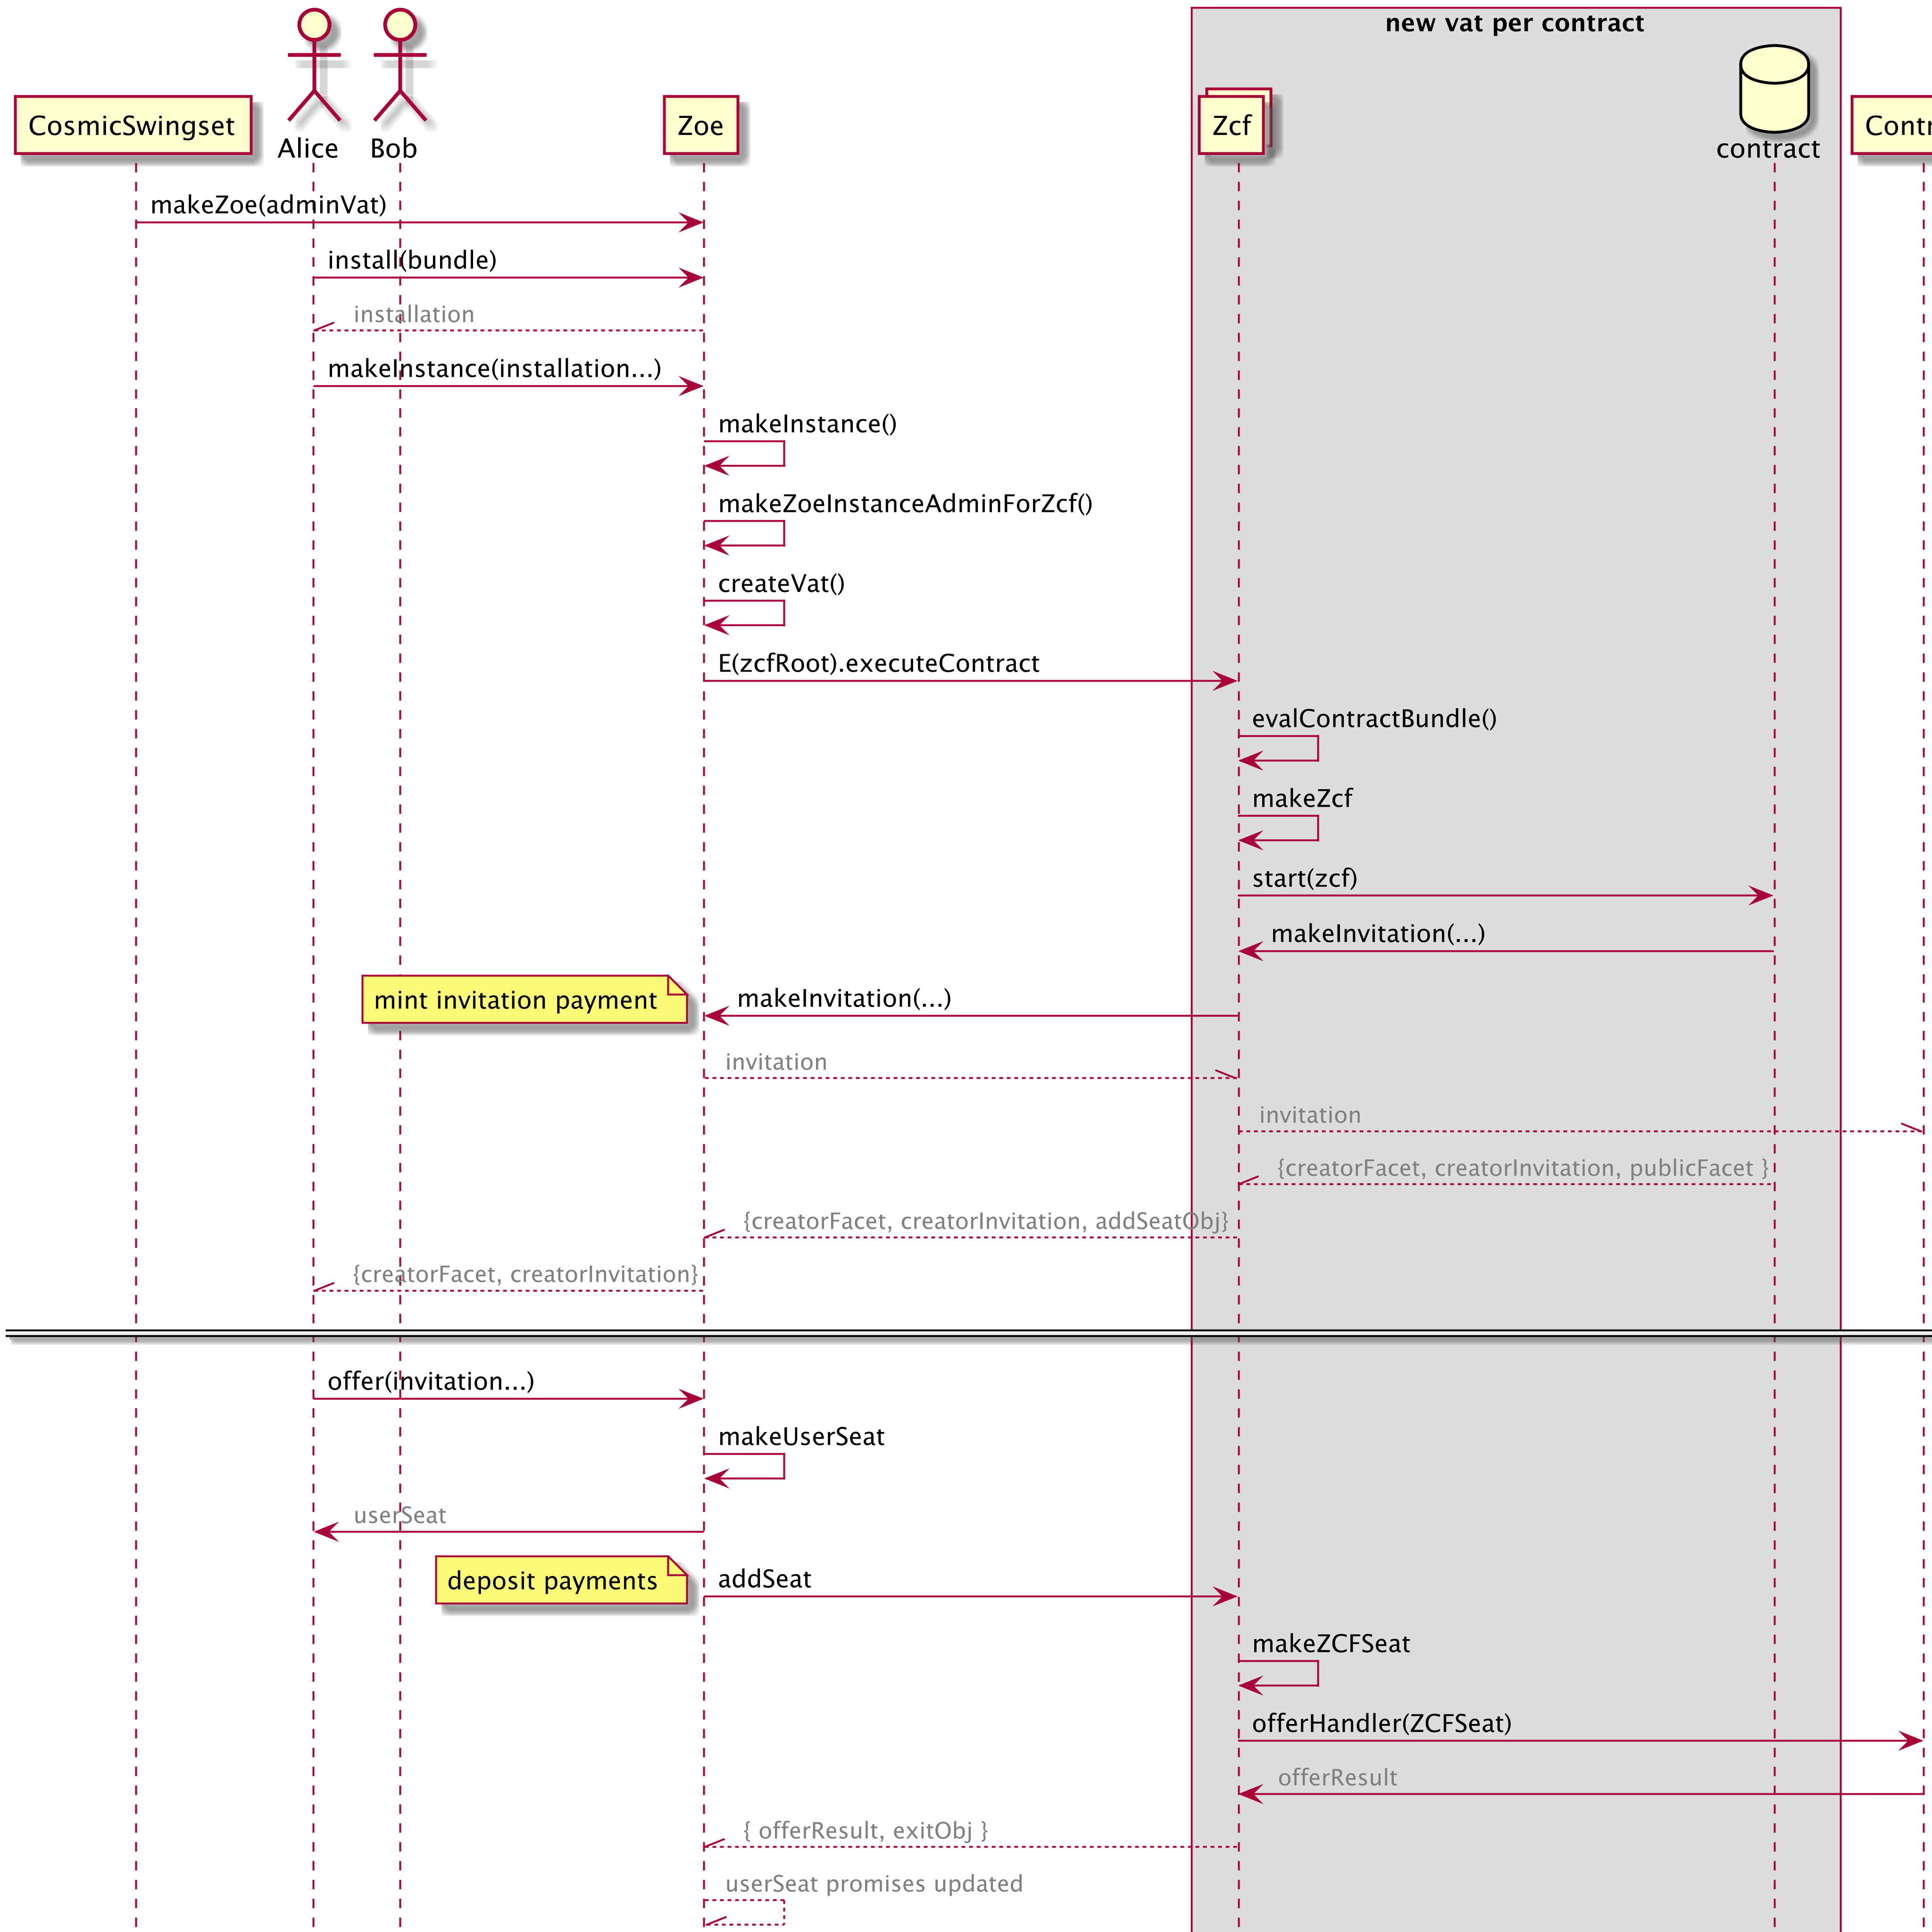 new vat per contract
CosmicSwingset
Alice
Bob
Zoe
Zcf
contract
makeZoe(adminVat)
install(bundle)
installation
makeInstance(installation...)
makeInstance()
makeZoeInstanceAdminForZcf()
createVat()
E(zcfRoot).executeContract
evalContractBundle()
makeZcf
start(zcf)
makeInvitation(...)
mint invitation payment
makeInvitation(...)
invitation
invitation
{creatorFacet, creatorInvitation, publicFacet }
{creatorFacet, creatorInvitation, addSeatObj}
{creatorFacet, creatorInvitation}
offer(invitation...)
makeUserSeat
userSeat
deposit payments
addSeat
makeZCFSeat
offerHandler(ZCFSeat)
offerResult
{ offerResult, exitObj }
userSeat promises updated